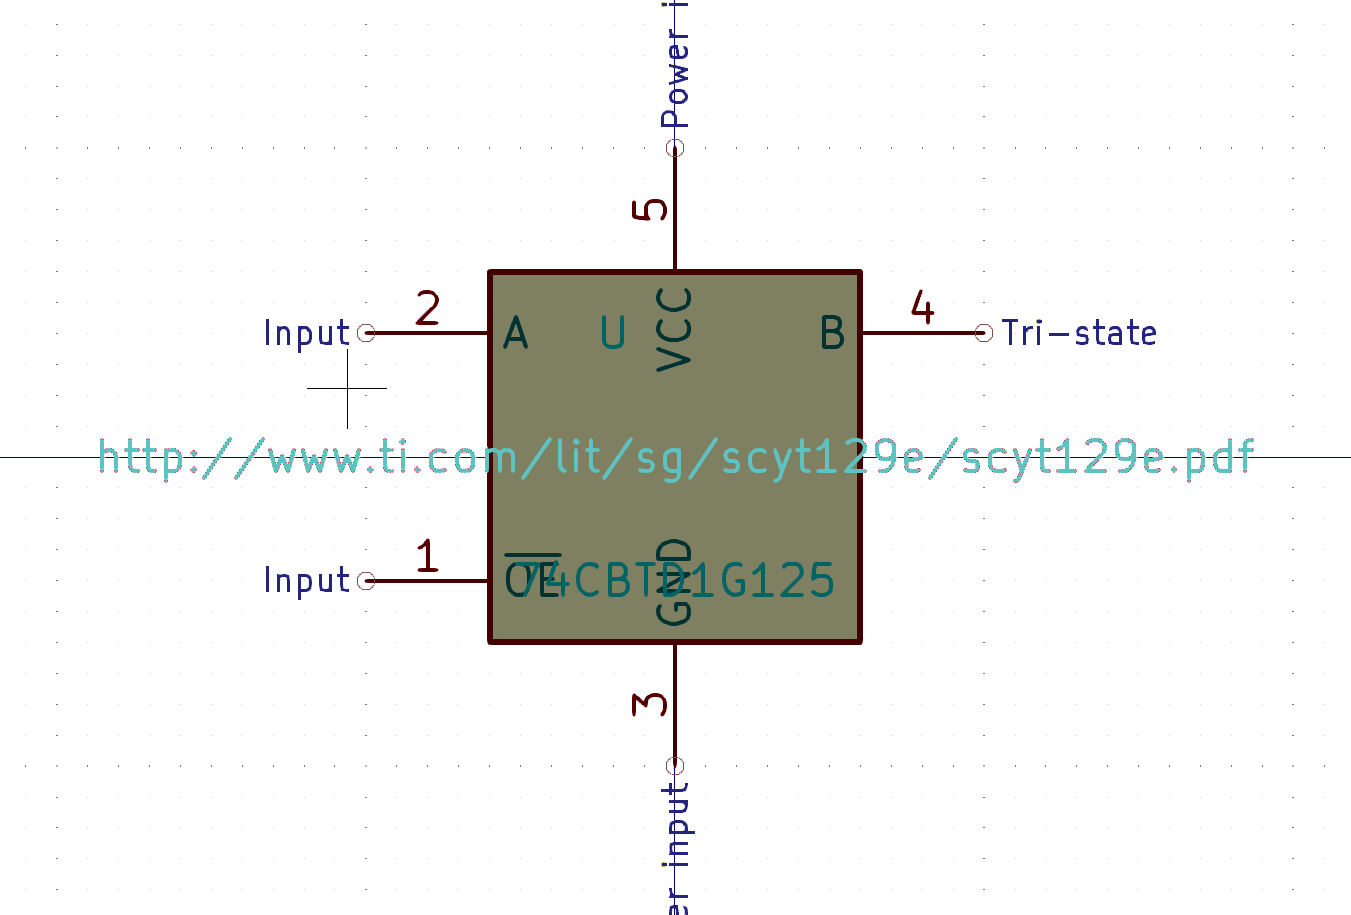 Power i
5
2
4
Input
A
U
VCC
B
Tri-state
http://www.ti.com/lit/sg/scyt129e/scyt129e.pdf
1
Input
OE
74CBTD1G125
GND
3
er input